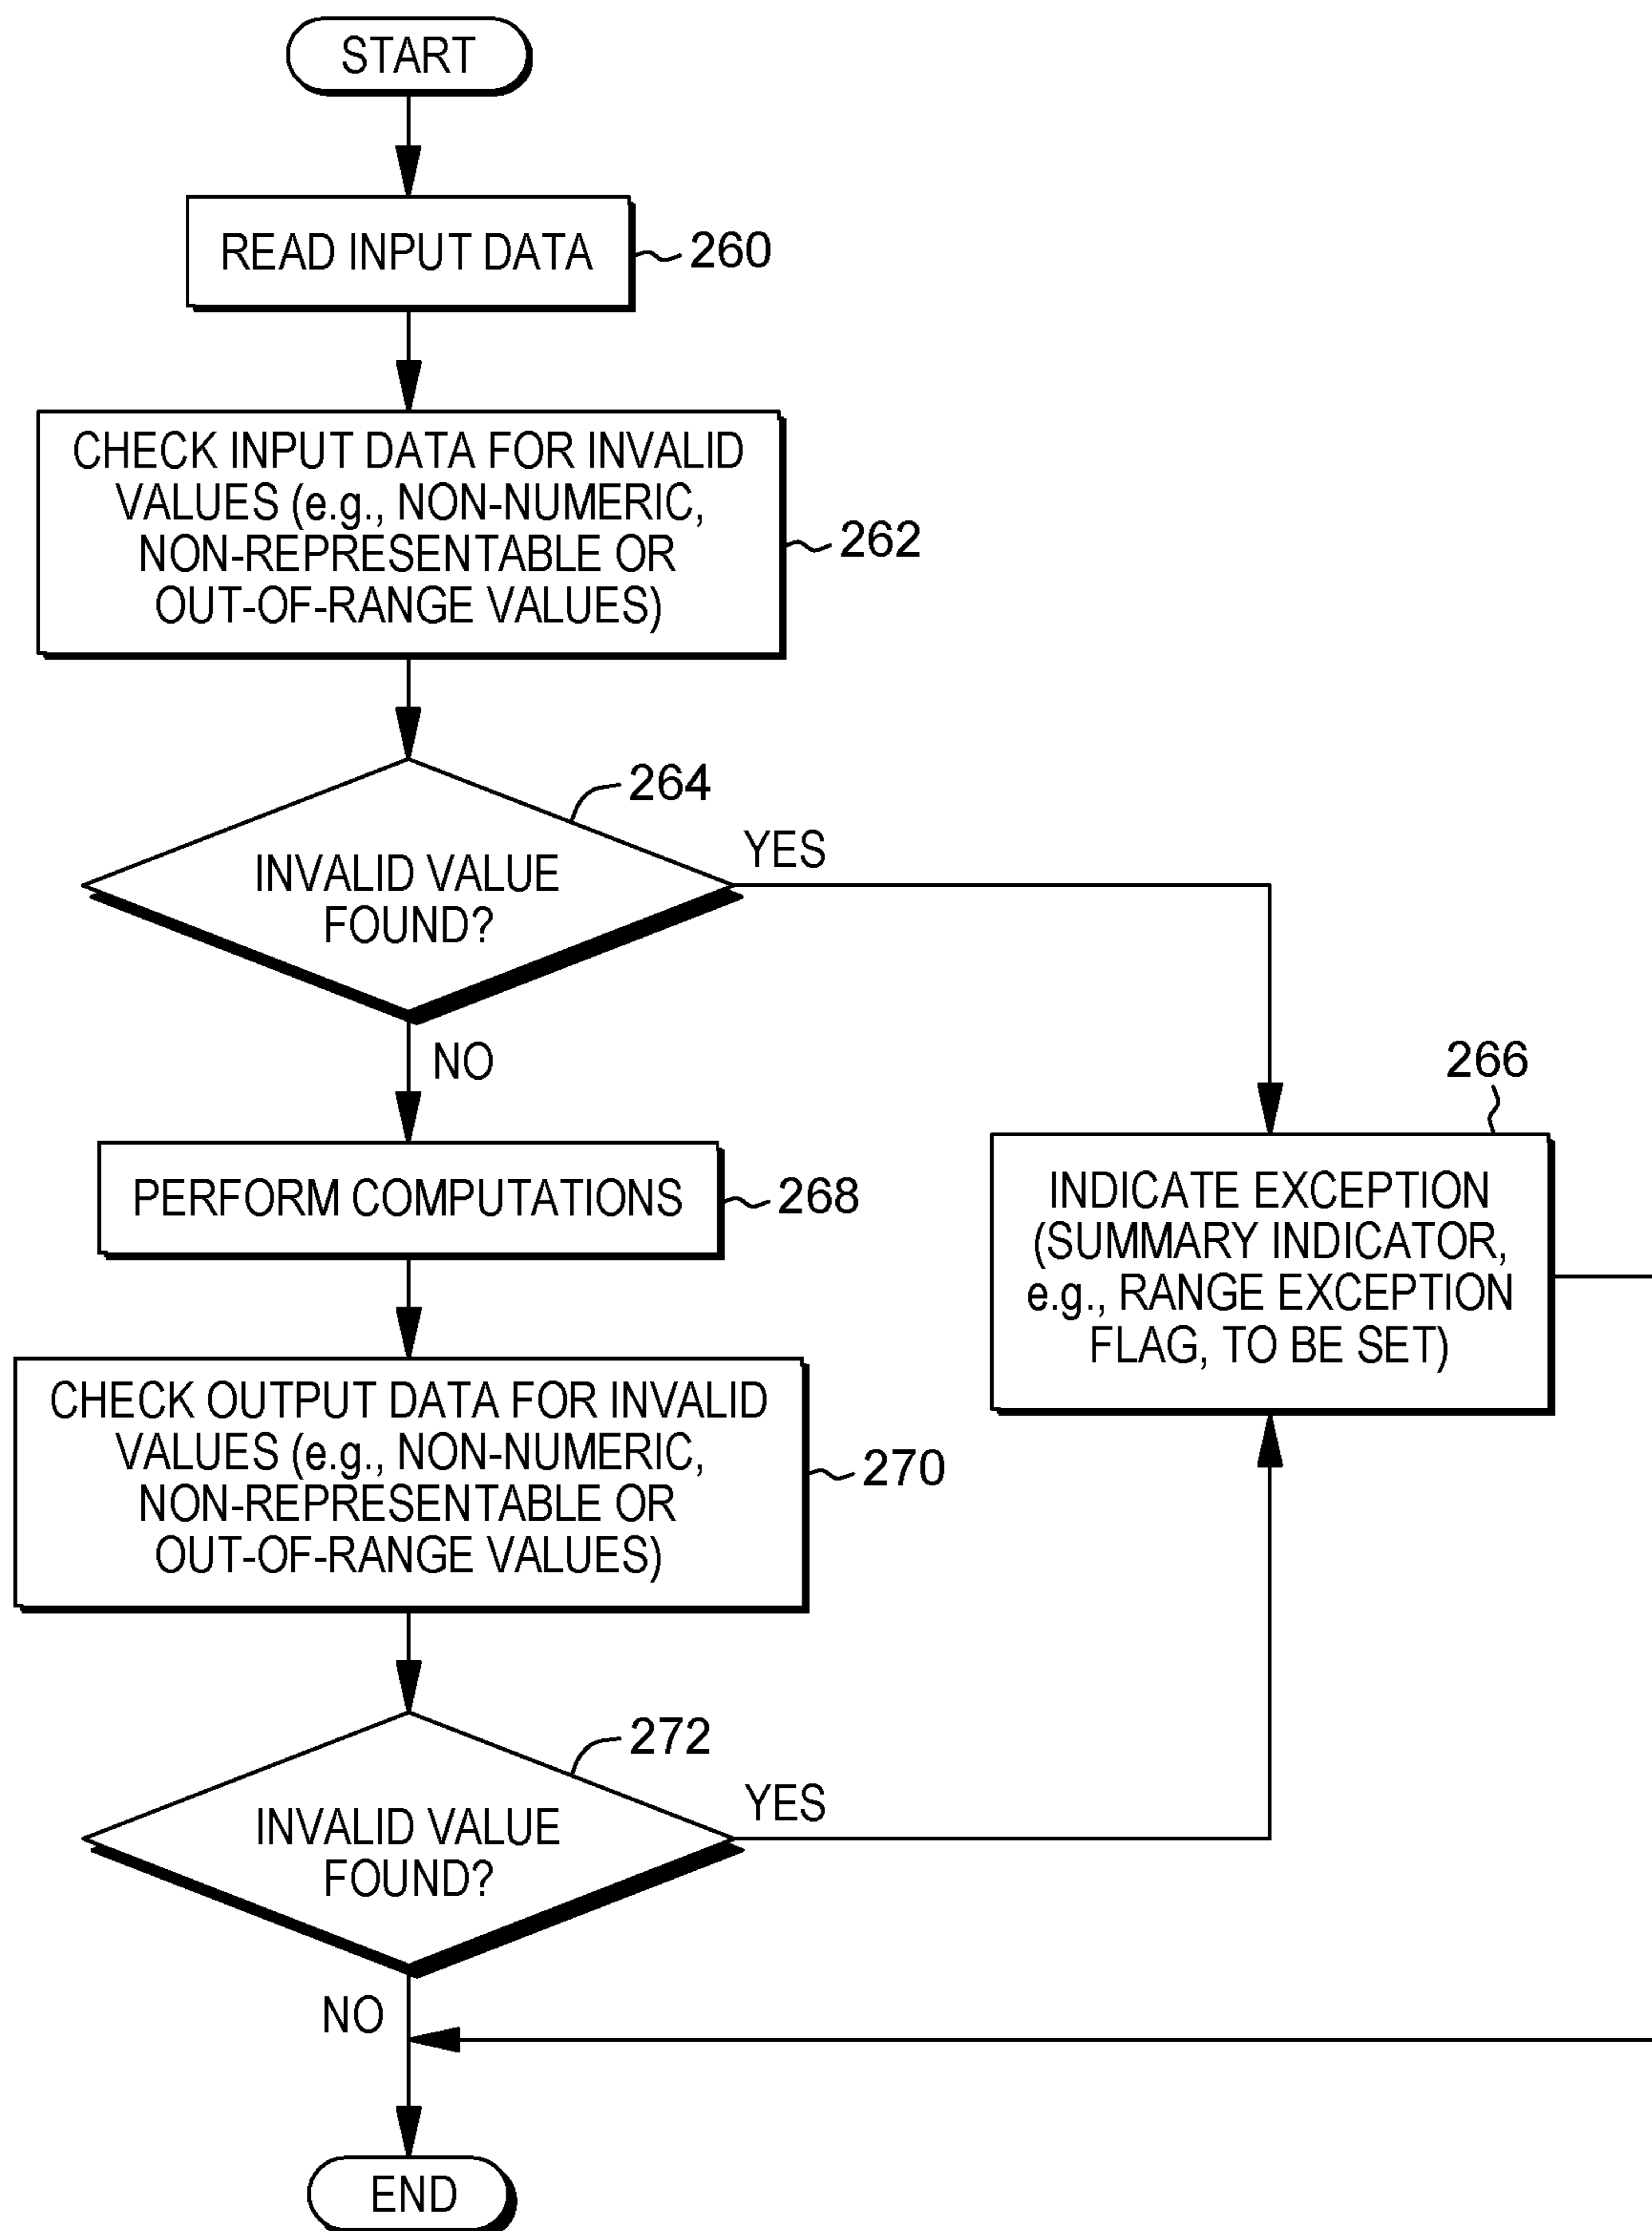 START
READ INPUT DATA
260
CHECK INPUT DATA FOR INVALID
VALUES (e.g., NON-NUMERIC,
NON-REPRESENTABLE OR
OUT-OF-RANGE VALUES)
262
264
INVALID VALUE
FOUND?
YES
NO
266
INDICATE EXCEPTION
(SUMMARY INDICATOR,
e.g., RANGE EXCEPTION
FLAG, TO BE SET)
PERFORM COMPUTATIONS
268
CHECK OUTPUT DATA FOR INVALID
VALUES (e.g., NON-NUMERIC,
NON-REPRESENTABLE OR
OUT-OF-RANGE VALUES)
270
272
INVALID VALUE
FOUND?
YES
NO
END